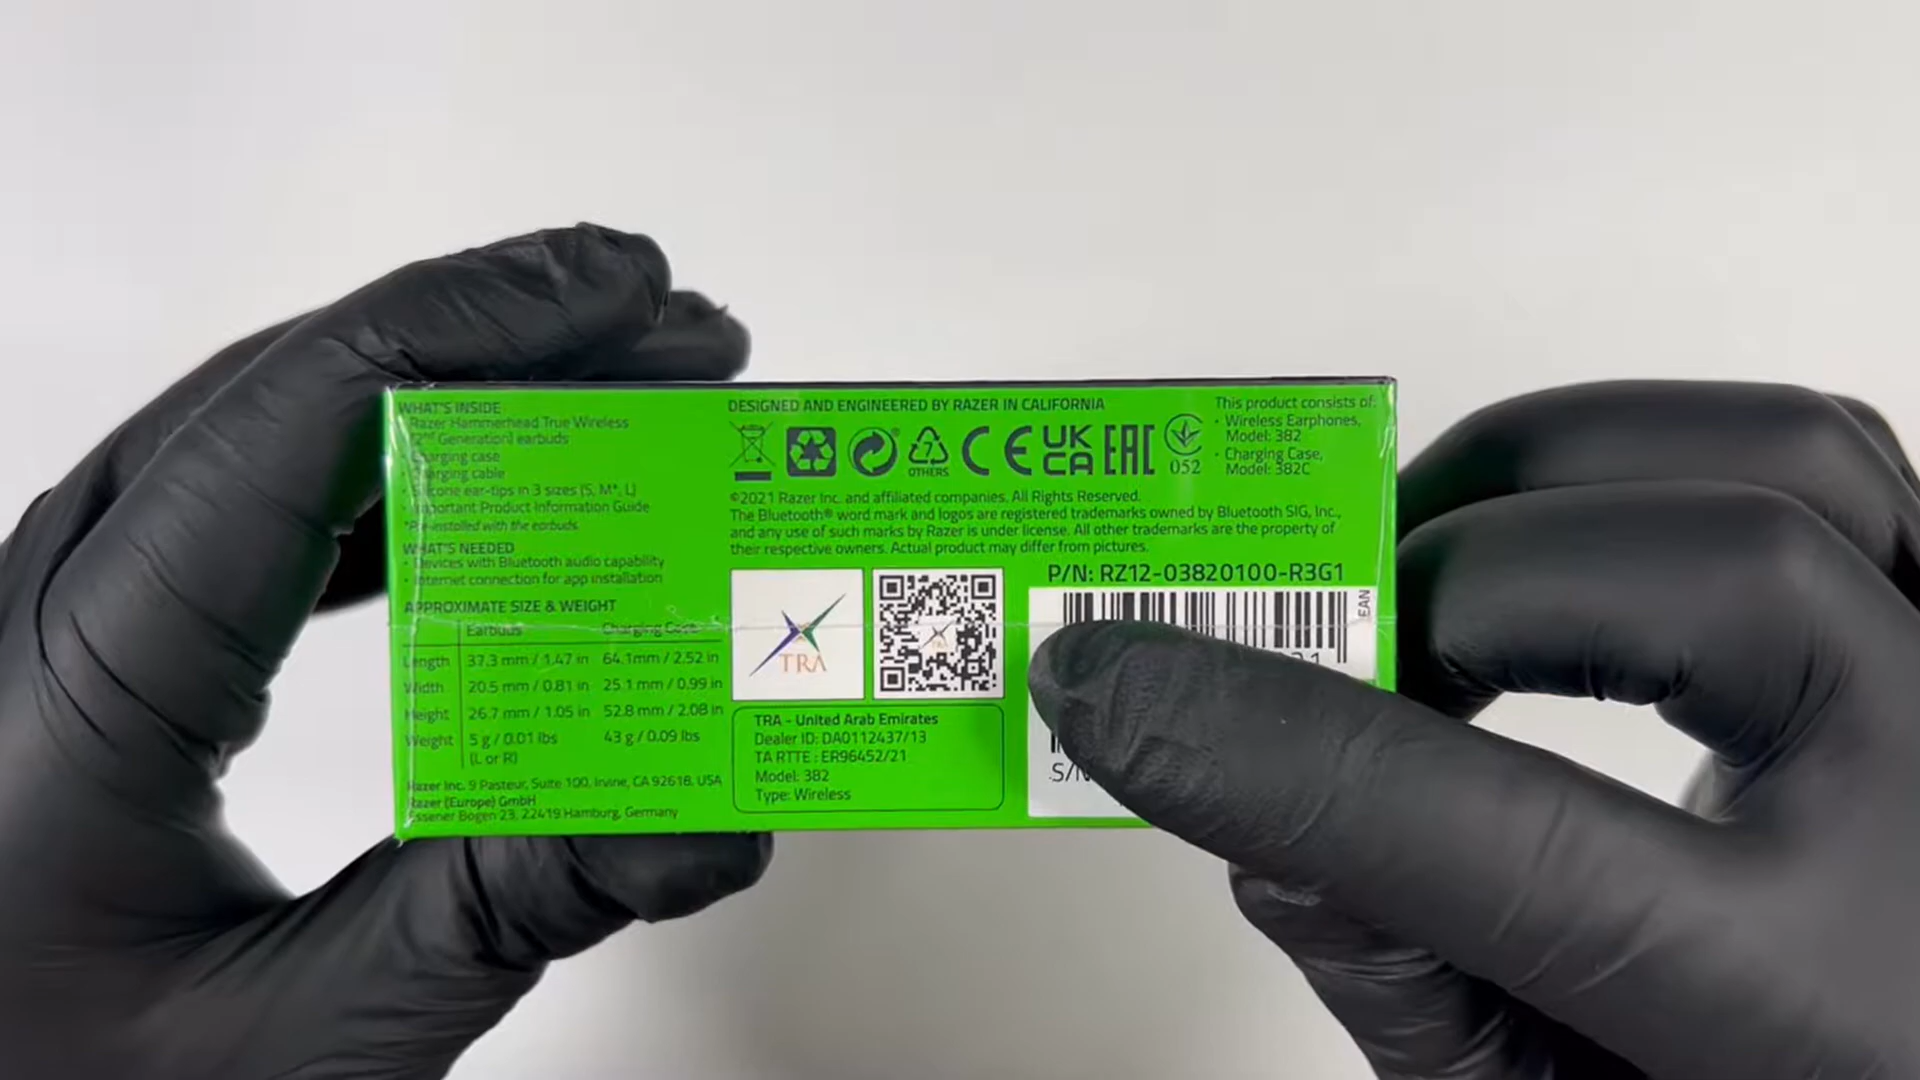 WHAT'S INSIDE
Razer Hammerhead True Wireless
(2nd Generation) earbuds
Charging case
Charging cable
Silicone ear-tips in 3 sizes (S, M*, L)
Important Product Information Guide
*Pre-installed with the earbuds
WHAT'S NEEDED
· Devices with Bluetooth audio capability
· Internet connection for app installation
APPROXIMATE SIZE & WEIGHT
Earbuds Charging Case
Length 37.3 mm / 1.47 in 64.1mm / 2.52 in
Width 20.5 mm / 0.81 in 25.1 mm / 0.99 in
Height 26.7 mm / 1.05 in 52.8 mm / 2.08 in
Weight 5 g / 0.01 lbs 43 g / 0.09 lbs
(L or R)
Razer Inc. 9 Pasteur, Suite 100, Irvine, CA 92618, USA
Razer (Europe) GmbH
Essener Bogen 23, 22419 Hamburg, Germany
DESIGNED AND ENGINEERED BY RAZER IN CALIFORNIA
7
OTHERS
CE
UK
CA
EAC
052
©2021 Razer Inc. and affiliated companies. All Rights Reserved.
The Bluetooth® word mark and logos are registered trademarks owned by Bluetooth SIG, Inc.,
and any use of such marks by Razer is under license. All other trademarks are the property of
their respective owners. Actual product may differ from pictures.
TRA
TRA - United Arab Emirates
Dealer ID: DA0112437/13
TA RTTE : ER96452/21
Model: 382
Type: Wireless
This product consists of:
· Wireless Earphones,
Model: 382
· Charging Case,
Model: 382C
P/N: RZ12-03820100-R3G1
EAN
S/N